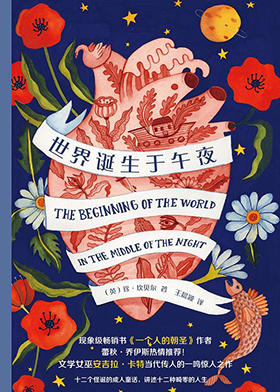 世界诞生于午夜
THE BEGINNING OF THE WORLD
IN THE MIDDLE OF THE NIGHT
（英）珍·坎贝尔 著
王晨颖 译
现象级畅销书《一个人的朝圣》作者
蕾秋·乔伊斯热情推荐！
文学女巫安吉拉·卡特当代传人的一鸣惊人之作
十二个怪诞的成人童话，讲述十二种畸零的人生